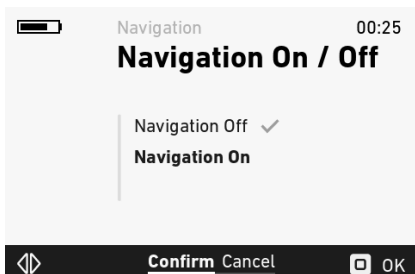 Navigation 00:25
Navigation On / Off
Navigation Off
Navigation On
Confirm Cancel OK